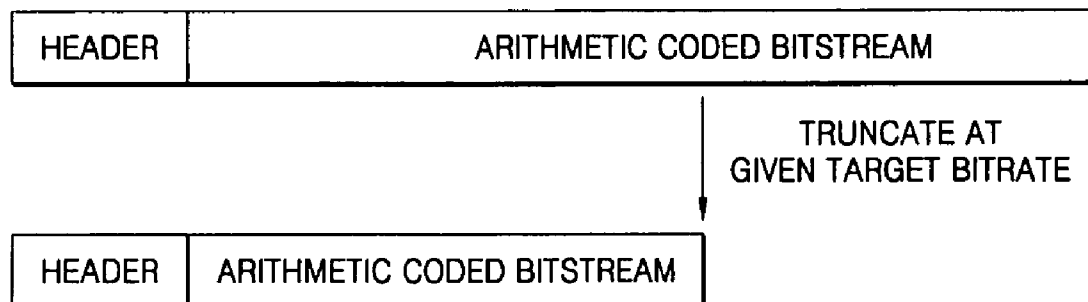 HEADER ARITHMETIC CODED BITSTREAM
TRUNCATE AT
GIVEN TARGET BITRATE
HEADER ARITHMETIC CODED BITSTREAM